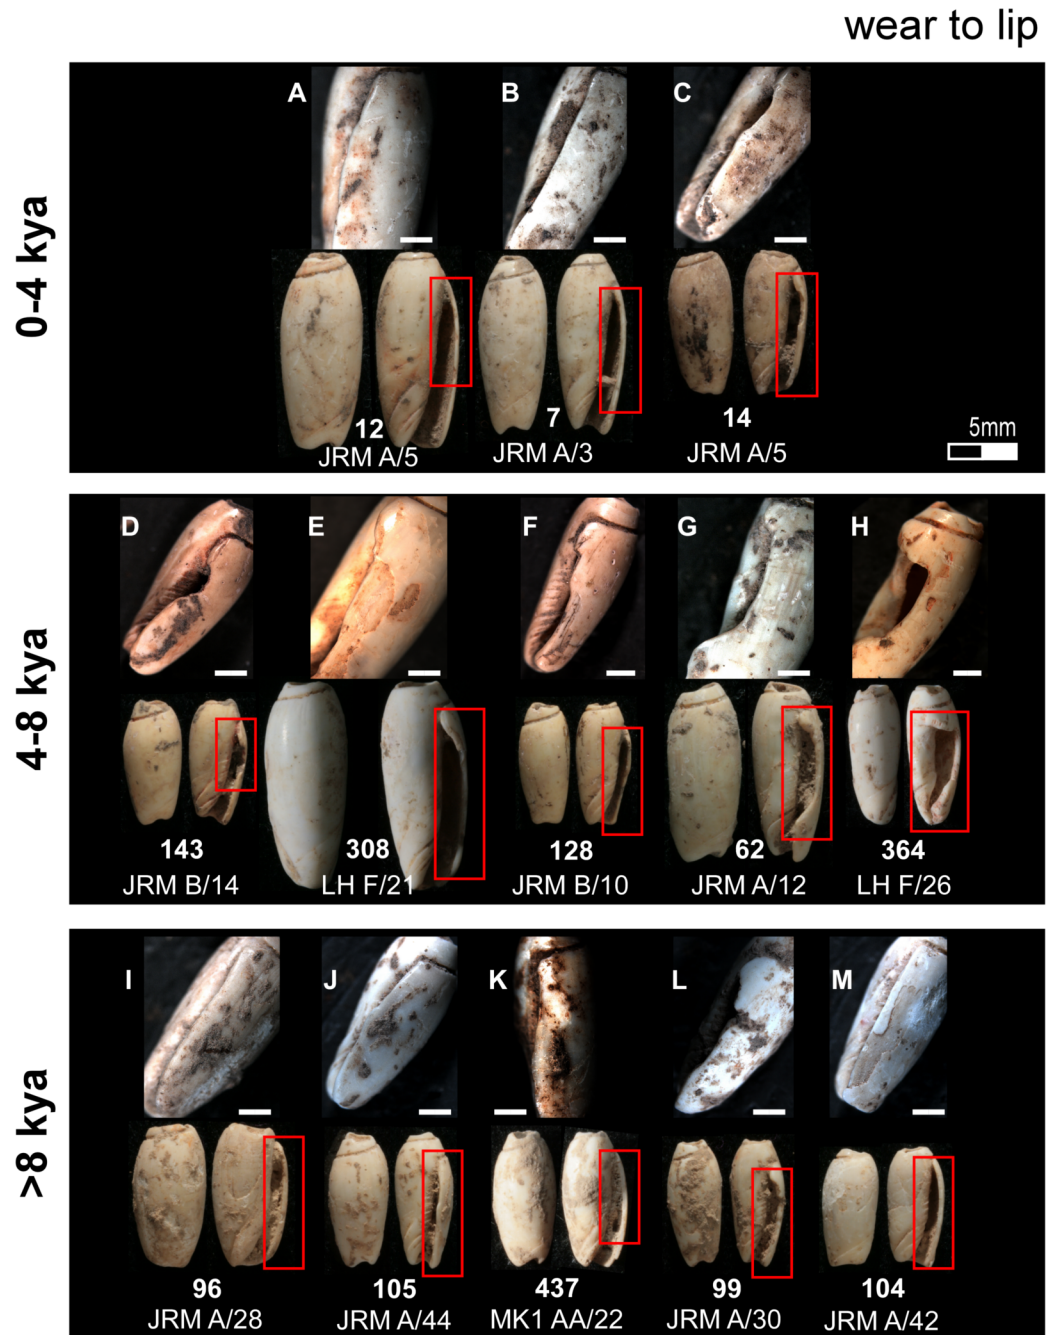 wear to lip
0-4 kya
A
B
C
12
JRM A/5
7
JRM A/3
14
JRM A/5
5mm
4-8 kya
D
E
F
G
H
143
JRM B/14
308
LH F/21
128
JRM B/10
62
JRM A/12
364
LH F/26
>8 kya
I
J
K
L
M
96
JRM A/28
105
JRM A/44
437
MK1 AA/22
99
JRM A/30
104
JRM A/42